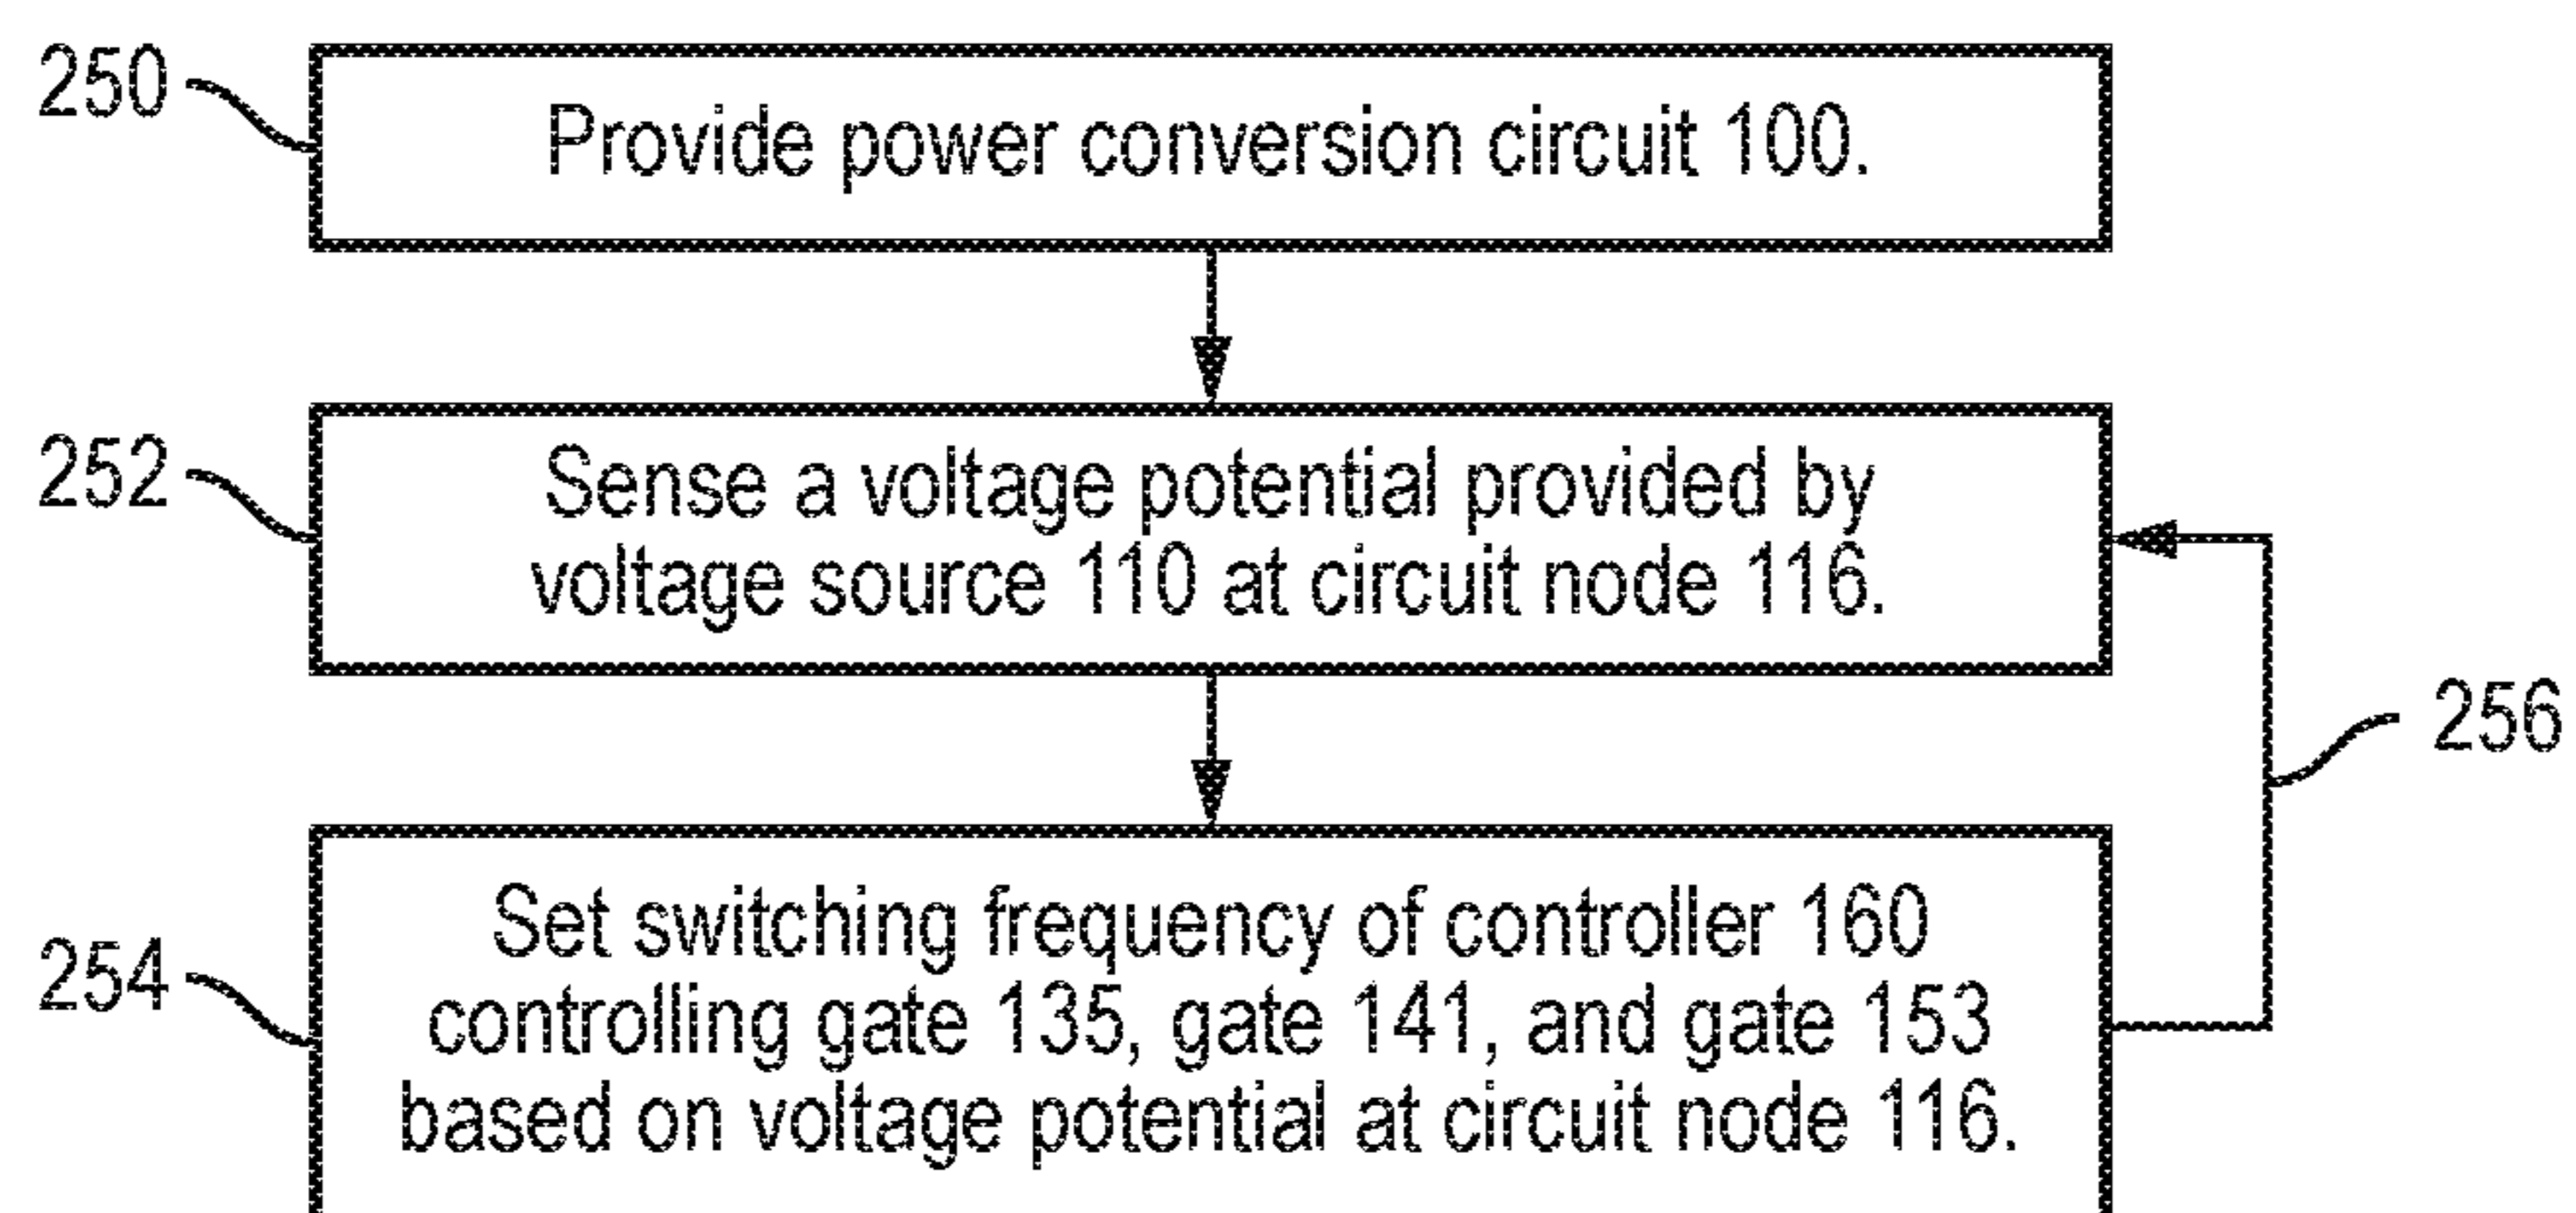 250
Provide power conversion circuit 100.
252
Sense a voltage potential provided by
voltage source 110 at circuit node 116.
256
254
Set switching frequency of controller 160
controlling gate 135, gate 141, and gate 153
based on voltage potential at circuit node 116.